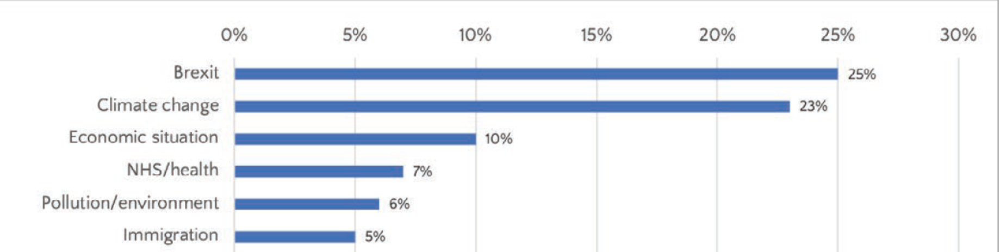 0% 5% 10% 15% 20% 25% 30%
Brexit 25%
Climate change 23%
Economic situation 10%
NHS/health 7%
Pollution/environment 6%
Immigration 5%